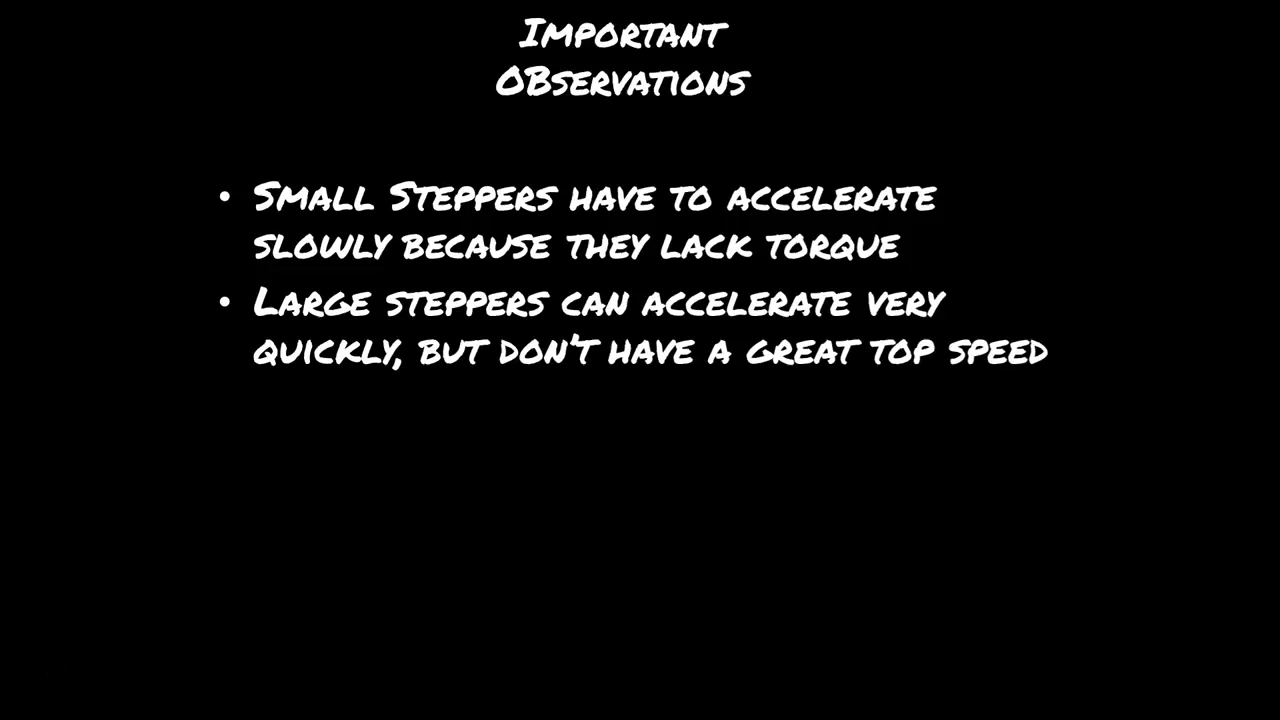 Important
OBservations
• Small Steppers have to accelerate
slowly because they lack torque
• Large steppers can accelerate very
quickly, but don't have a great top speed